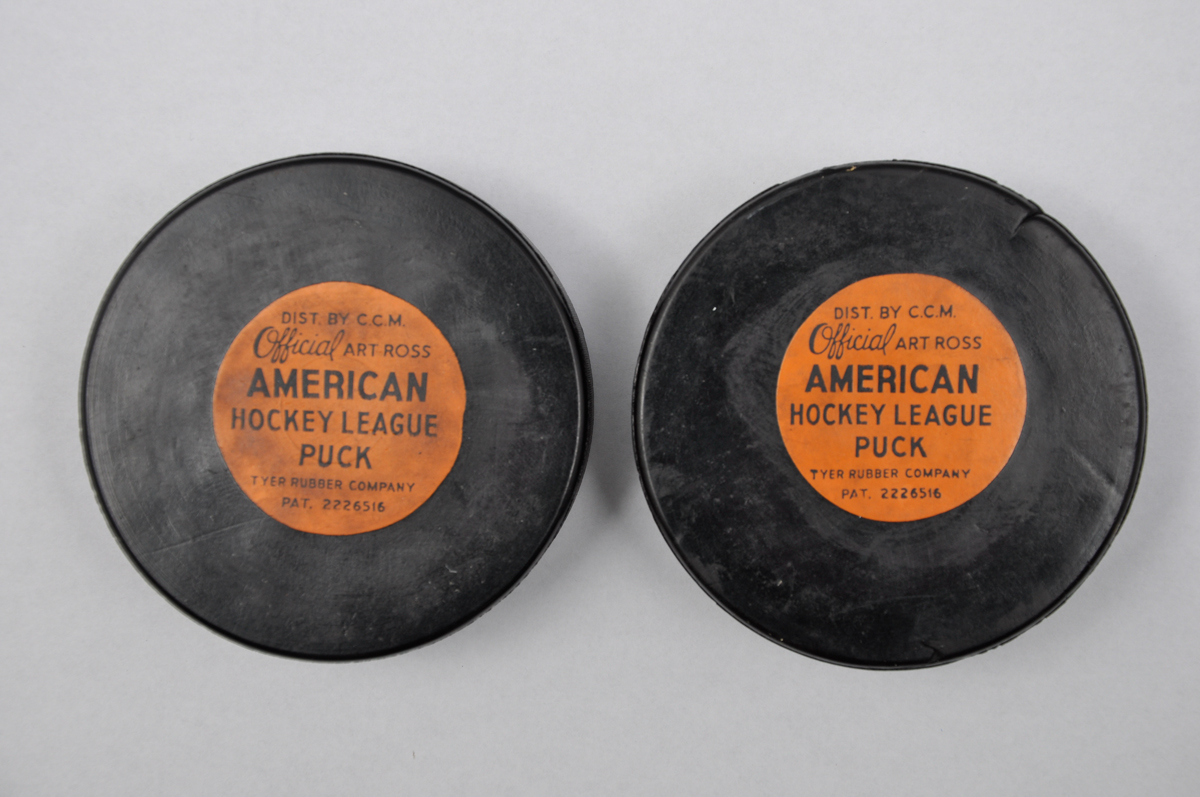 DIST. BY C.C.M.
Official ART ROSS
AMERICAN
HOCKEY LEAGUE
PUCK
TYER RUBBER COMPANY
PAT. 2226516
DIST. BY C.C.M.
Official ART ROSS
AMERICAN
HOCKEY LEAGUE
PUCK
TYER RUBBER COMPANY
PAT. 2226516